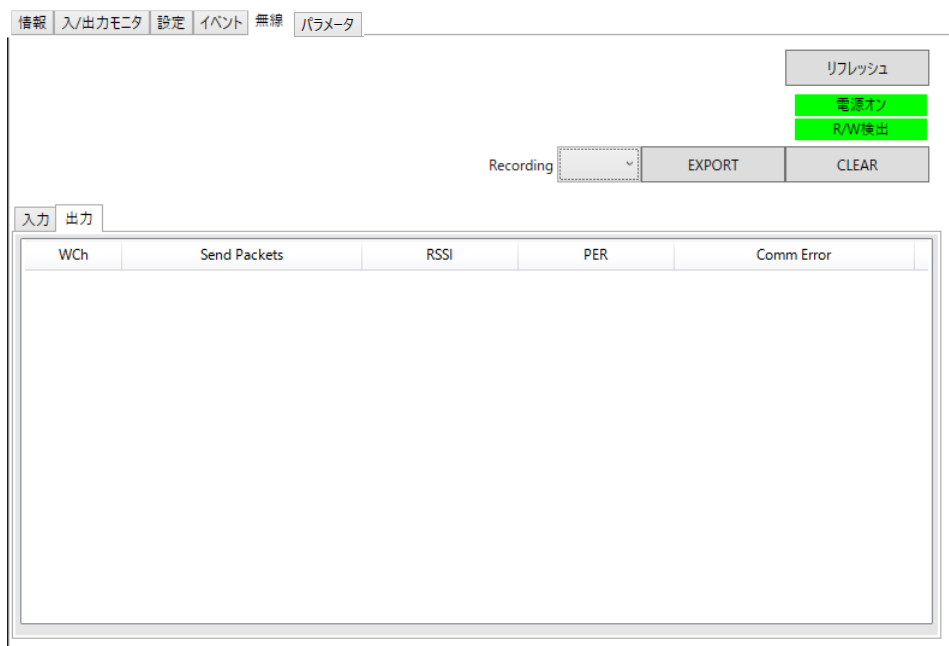 情報 入/出力モニタ 設定 イベント 無線 パラメータ
リフレッシュ
電源オン
R/W検出
Recording EXPORT CLEAR
入力 出力
WCh Send Packets RSSI PER Comm Error